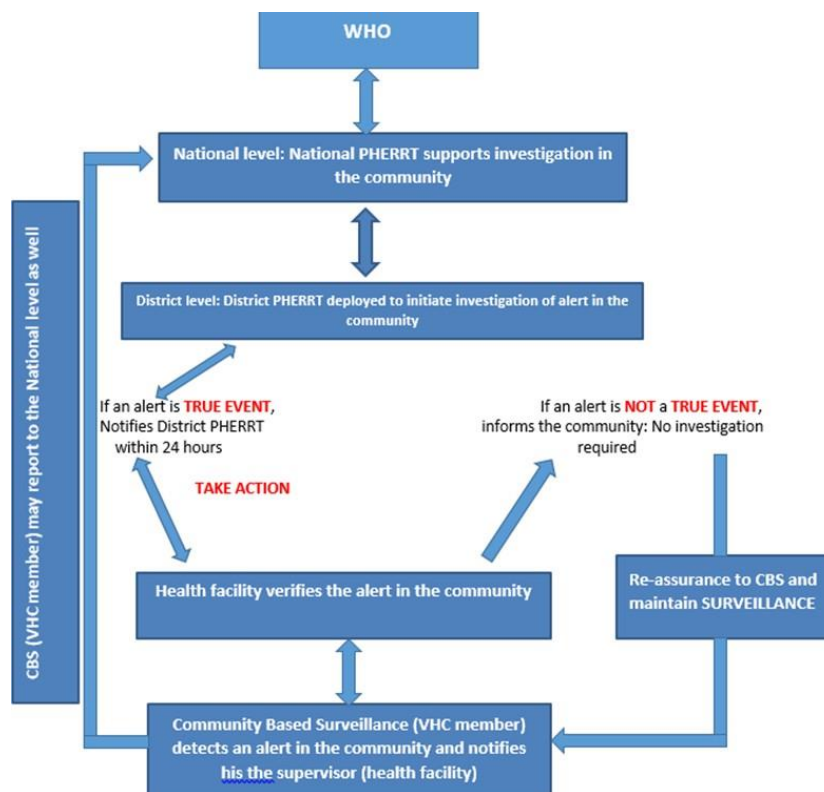 WHO
National level: National PHERRT supports investigation in
the community
District level: District PHERRT deployed to initiate investigation of alert in the
community
If an alert is TRUE EVENT,
Notifies District PHERRT
within 24 hours
If an alert is NOT a TRUE EVENT,
informs the community: No investigation
required
TAKE ACTION
Health facility verifies the alert in the community
Re-assurance to CBS and
maintain SURVEILLANCE
Community Based Surveillance (VHC member)
detects an alert in the community and notifies
his the supervisor (health facility)
CBS (VHC member) may report to the National level as well